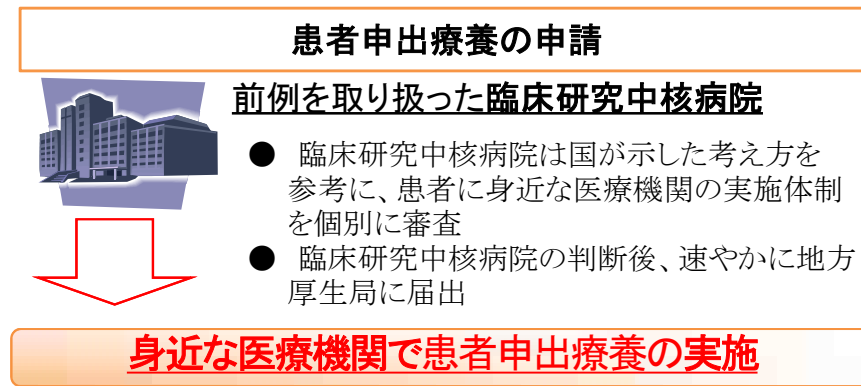 患者申出療養の申請
前例を取り扱った臨床研究中核病院
● 臨床研究中核病院は国が示した考え方を
参考に、患者に身近な医療機関の実施体制
を個別に審査
● 臨床研究中核病院の判断後、速やかに地方
厚生局に届出
身近な医療機関で患者申出療養の実施